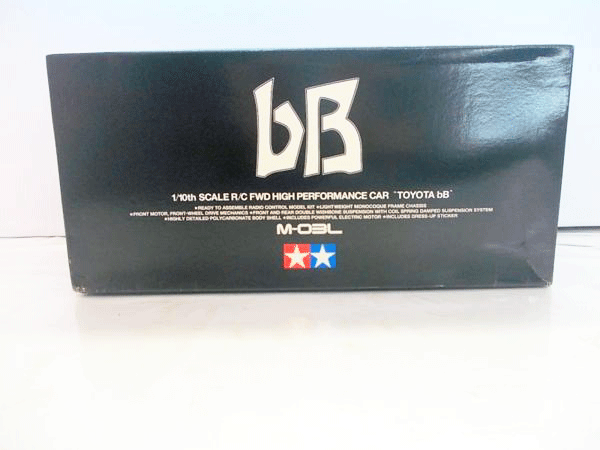 bB
1/10th SCALE R/C FWD HIGH PERFORMANCE CAR "TOYOTA bB"
★READY TO ASSEMBLE RADIO CONTROL MODEL KIT ★LIGHTWEIGHT MONOCOQUE FRAME CHASSIS
★FRONT MOTOR, FRONT-WHEEL DRIVE MECHANICS ★FRONT AND REAR DOUBLE WISHBONE SUSPENSION WITH COIL SPRING DAMPED SUSPENSION SYSTEM
★HIGHLY DETAILED POLYCARBONATE BODY SHELL ★INCLUDES POWERFUL ELECTRIC MOTOR ★INCLUDES DRESS-UP STICKER
M-03L